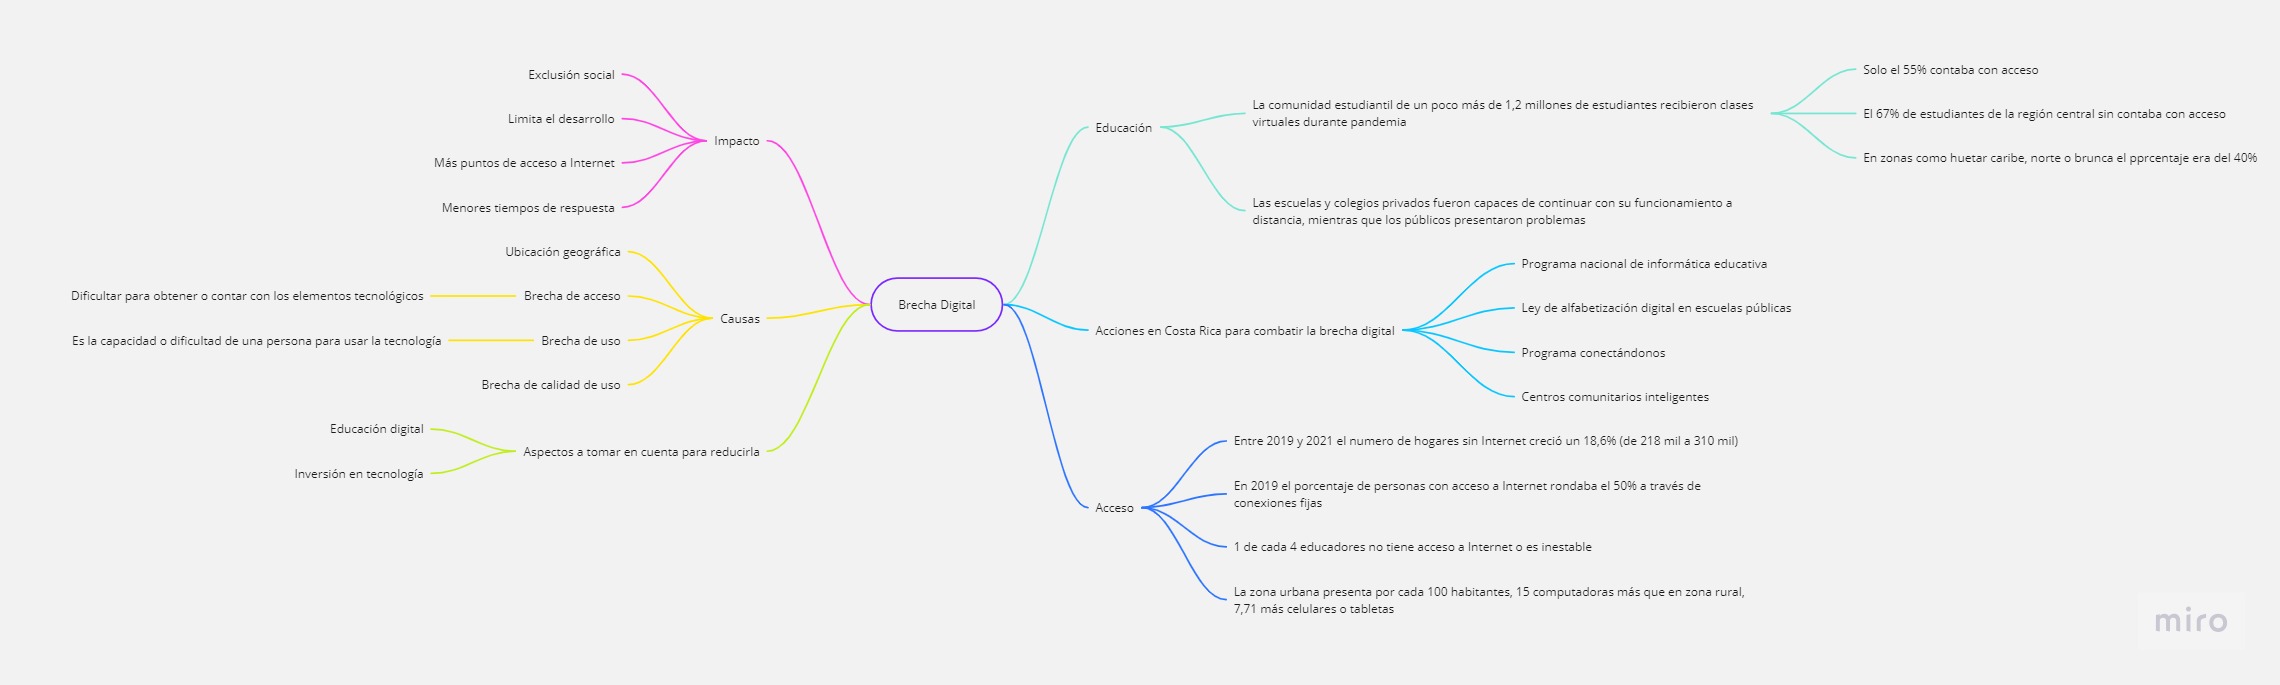 Brecha Digital
Impacto
Exclusión social
Limita el desarrollo
Más puntos de acceso a Internet
Menores tiempos de respuesta
Causas
Ubicación geográfica
Brecha de acceso
Dificultar para obtener o contar con los elementos tecnológicos
Brecha de uso
Es la capacidad o dificultad de una persona para usar la tecnología
Brecha de calidad de uso
Aspectos a tomar en cuenta para reducirla
Educación digital
Inversión en tecnología
Educación
La comunidad estudiantil de un poco más de 1,2 millones de estudiantes recibieron clases
virtuales durante pandemia
Solo el 55% contaba con acceso
El 67% de estudiantes de la región central sin contaba con acceso
En zonas como huetar caribe, norte o brunca el pprcentaje era del 40%
Las escuelas y colegios privados fueron capaces de continuar con su funcionamiento a
distancia, mientras que los públicos presentaron problemas
Acciones en Costa Rica para combatir la brecha digital
Programa nacional de informática educativa
Ley de alfabetización digital en escuelas públicas
Programa conectándonos
Centros comunitarios inteligentes
Acceso
Entre 2019 y 2021 el numero de hogares sin Internet creció un 18,6% (de 218 mil a 310 mil)
En 2019 el porcentaje de personas con acceso a Internet rondaba el 50% a través de
conexiones fijas
1 de cada 4 educadores no tiene acceso a Internet o es inestable
La zona urbana presenta por cada 100 habitantes, 15 computadoras más que en zona rural,
7,71 más celulares o tabletas
miro